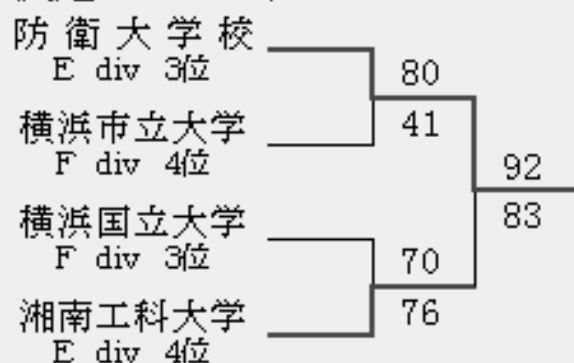 防衛大学校
E div 3位
80
41
横浜市立大学
F div 4位
92
83
横浜国立大学
F div 3位
70
76
湘南工科大学
E div 4位